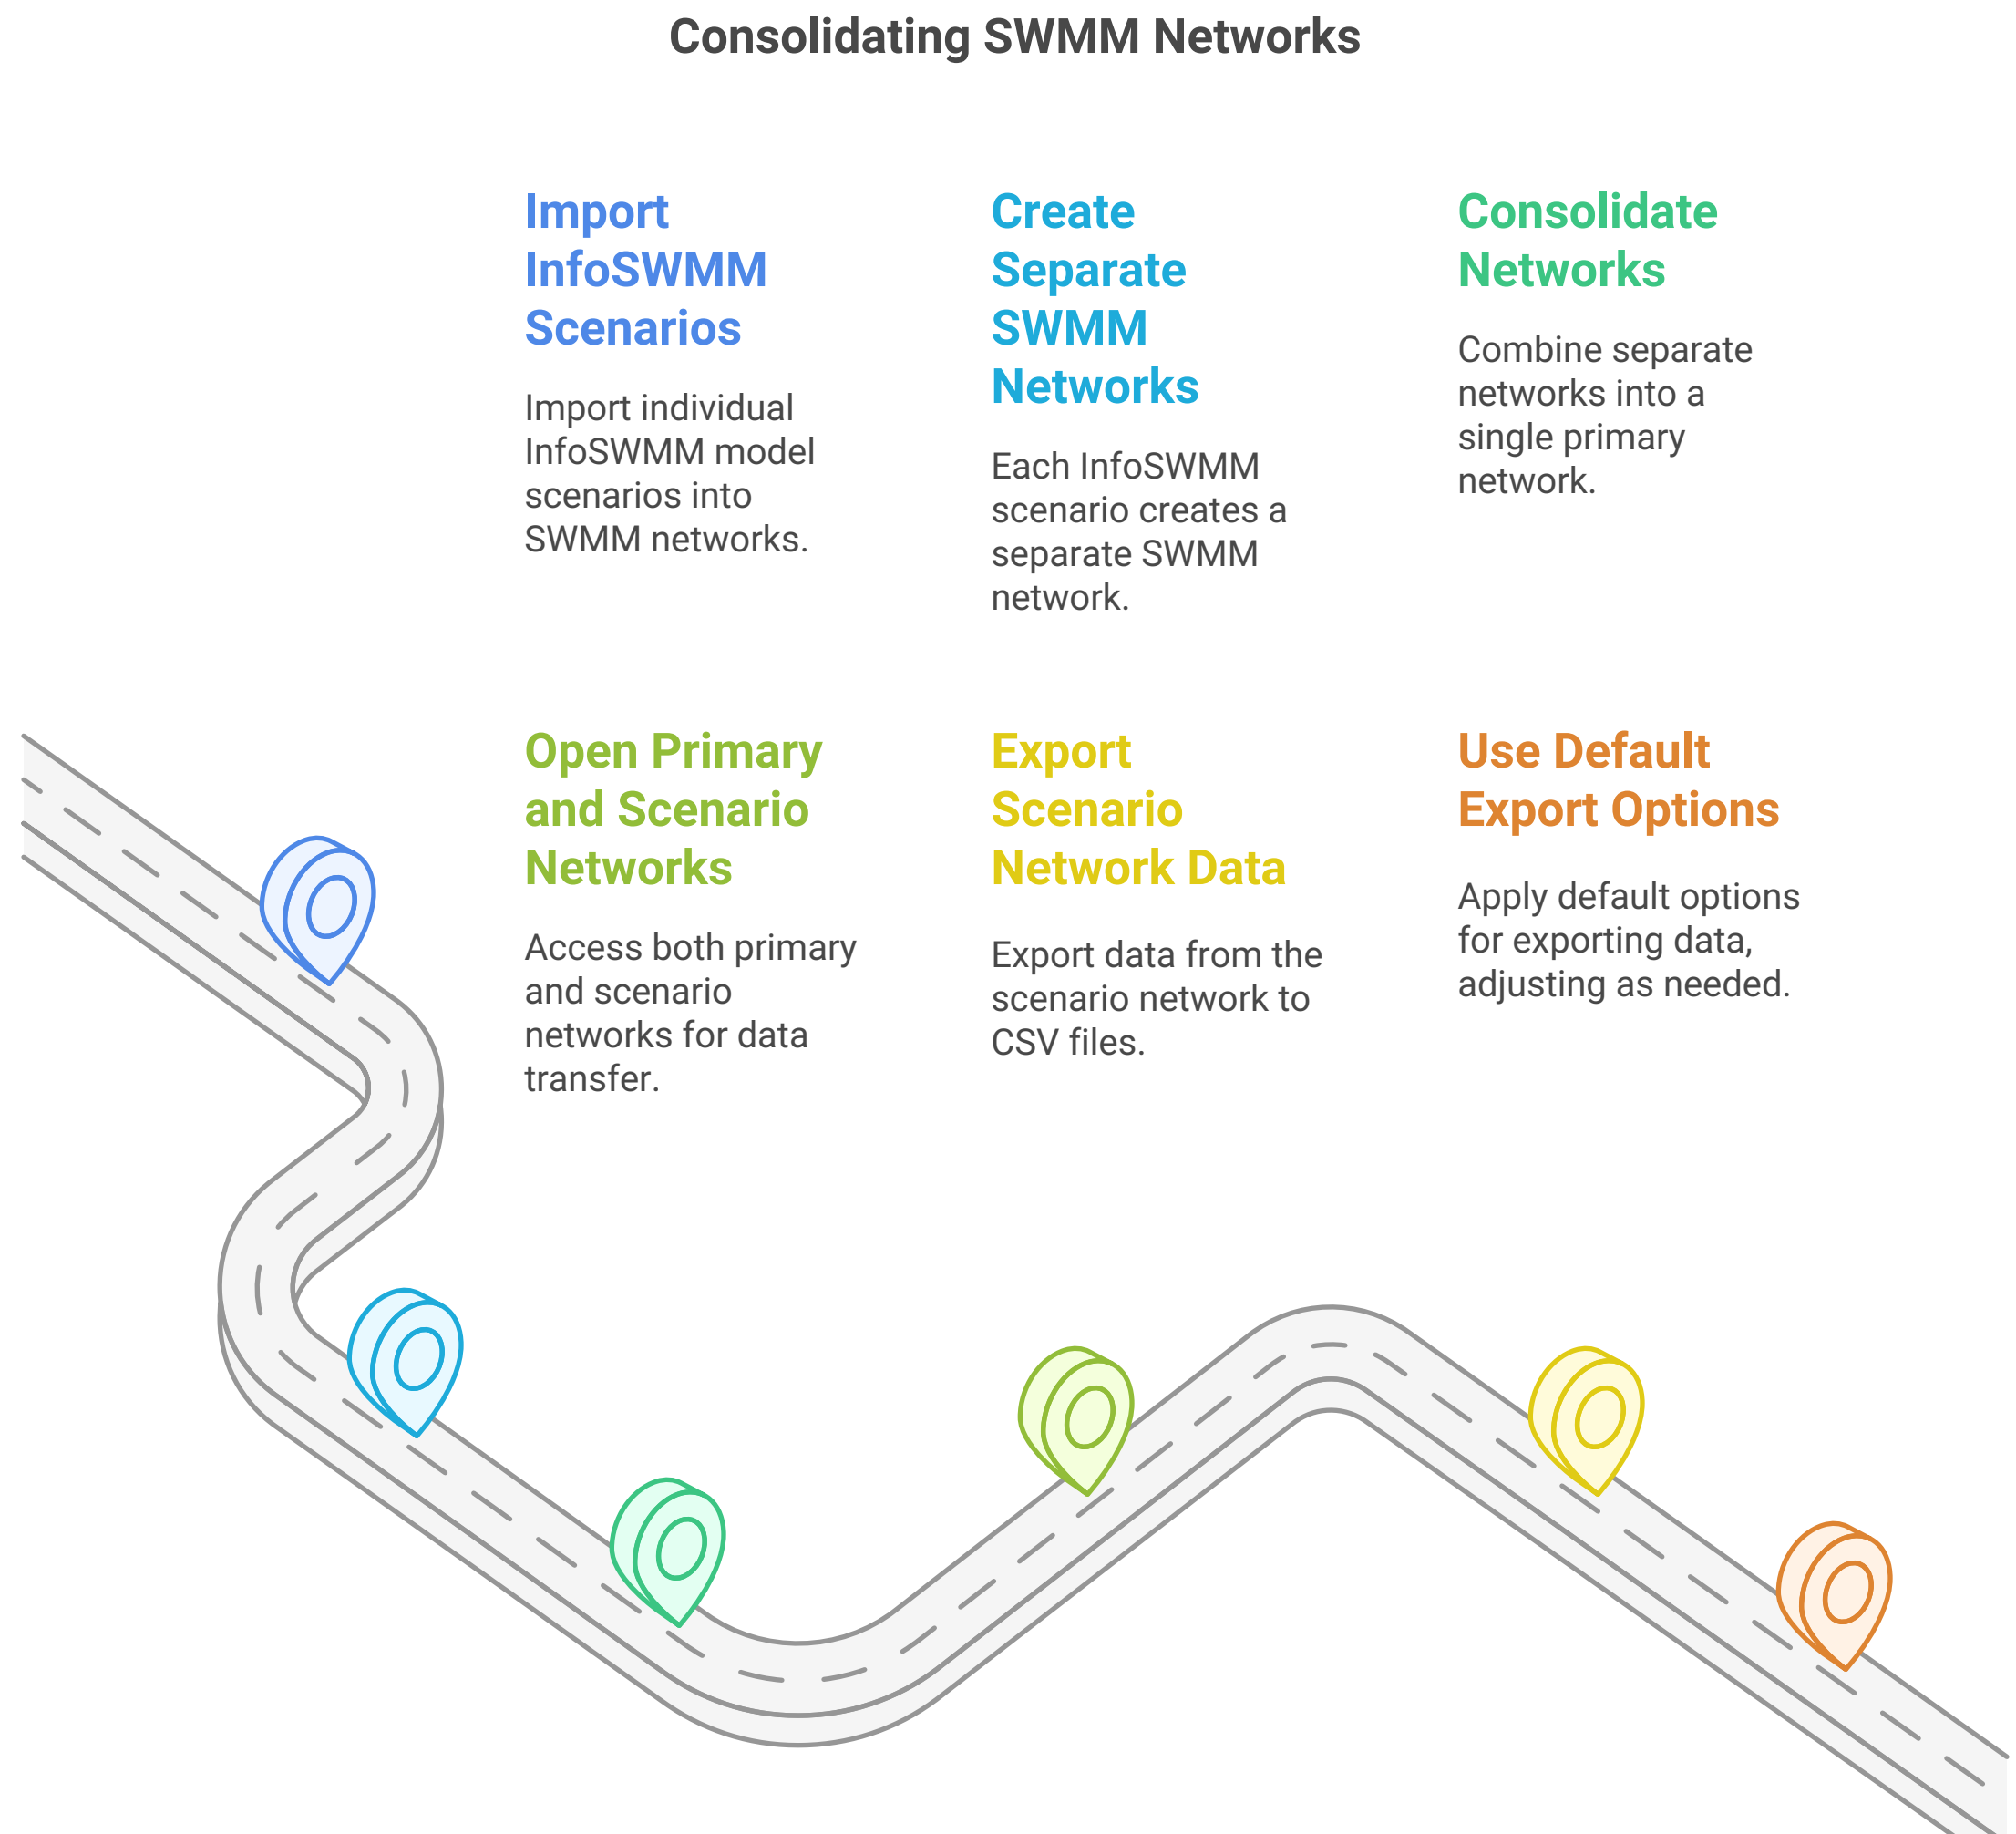 Consolidating SWMM Networks
Import
InfoSWMM
Scenarios
Import individual
InfoSWMM model
scenarios into
SWMM networks.
Create
Separate
SWMM
Networks
Each InfoSWMM
scenario creates a
separate SWMM
network.
Consolidate
Networks
Combine separate
networks into a
single primary
network.
Open Primary
and Scenario
Networks
Access both primary
and scenario
networks for data
transfer.
Export
Scenario
Network Data
Export data from the
scenario network to
CSV files.
Use Default
Export Options
Apply default options
for exporting data,
adjusting as needed.